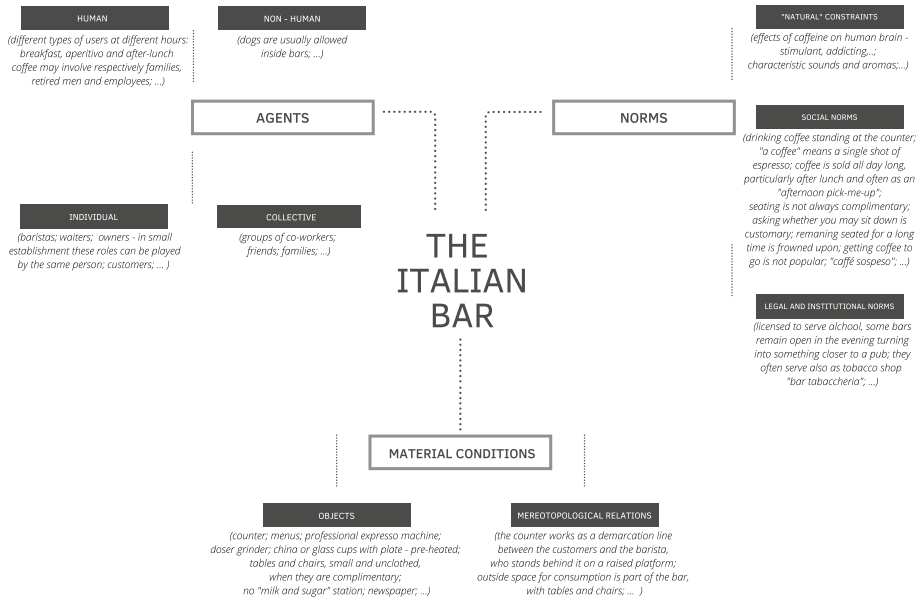 HUMAN
(different types of users at different hours:
breakfast, aperitivo and after-lunch
coffee may involve respectively families,
retired men and employees; ...)
NON - HUMAN
(dogs are usually allowed
inside bars; ...)
AGENTS
INDIVIDUAL
(baristas; waiters;  owners - in small
establishment these roles can be played
by the same person; customers; ... )
COLLECTIVE
(groups of co-workers;
friends; families; ...)
"NATURAL" CONSTRAINTS
(effects of caffeine on human brain -
stimulant, addicting,..;
characteristic sounds and aromas;...)
NORMS
SOCIAL NORMS
(drinking coffee standing at the counter;
"a coffee" means a single shot of
espresso; coffee is sold all day long,
particularly after lunch and often as an
"afternoon pick-me-up";
seating is not always complimentary;
asking whether you may sit down is
customary; remaning seated for a long
time is frowned upon; getting coffee to
go is not popular; "caffé sospeso"; ...)
LEGAL AND INSTITUTIONAL NORMS
(licensed to serve alchool, some bars
remain open in the evening turning
into something closer to a pub; they
often serve also as tobacco shop
"bar tabaccheria"; ...)
THE
ITALIAN
BAR
MATERIAL CONDITIONS
OBJECTS
(counter; menus; professional expresso machine;
doser grinder; china or glass cups with plate - pre-heated;
tables and chairs, small and unclothed,
when they are complimentary;
no "milk and sugar" station; newspaper; ...)
MEREOTOPOLOGICAL RELATIONS
(the counter works as a demarcation line
between the customers and the barista,
who stands behind it on a raised platform;
outside space for consumption is part of the bar,
with tables and chairs; ...  )